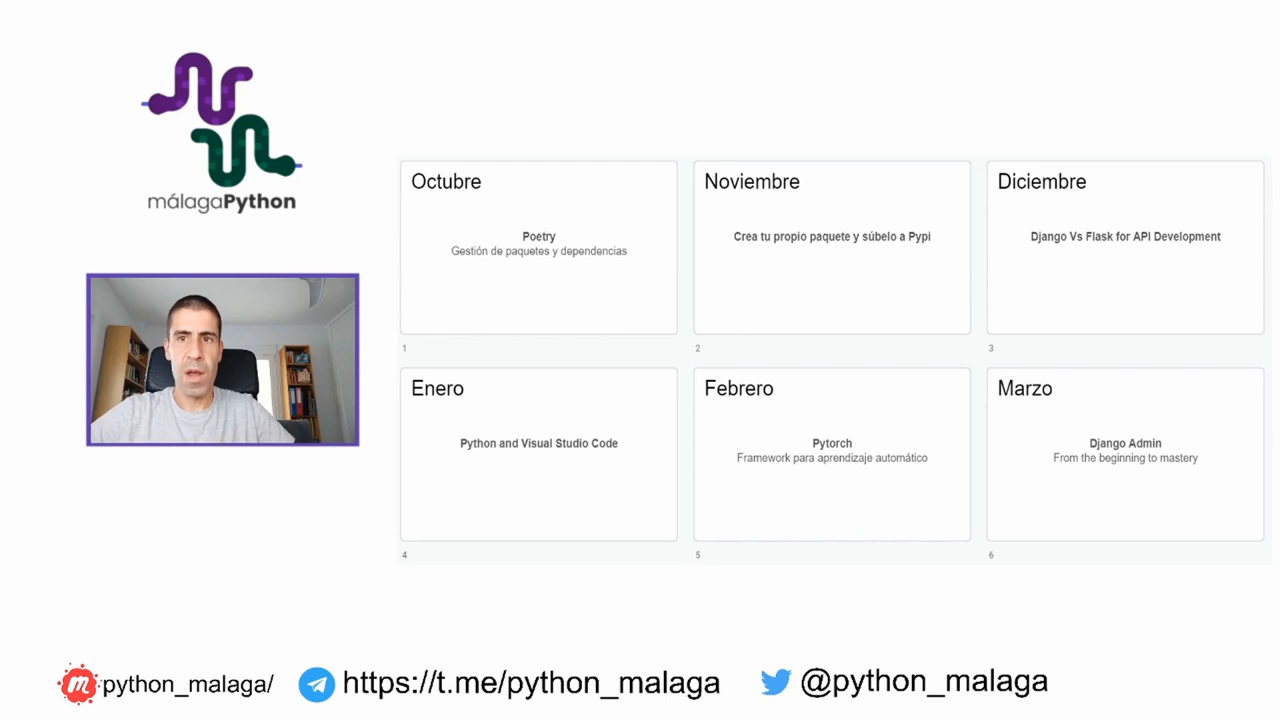 málagaPython
Octubre
Poetry
Gestión de paquetes y dependencias
1
Noviembre
Crea tu propio paquete y súbelo a Pypi
2
Diciembre
Django Vs Flask for API Development
3
Enero
Python and Visual Studio Code
4
Febrero
Pytorch
Framework para aprendizaje automático
5
Marzo
Django Admin
From the beginning to mastery
6
python_malaga/
https://t.me/python_malaga
@python_malaga